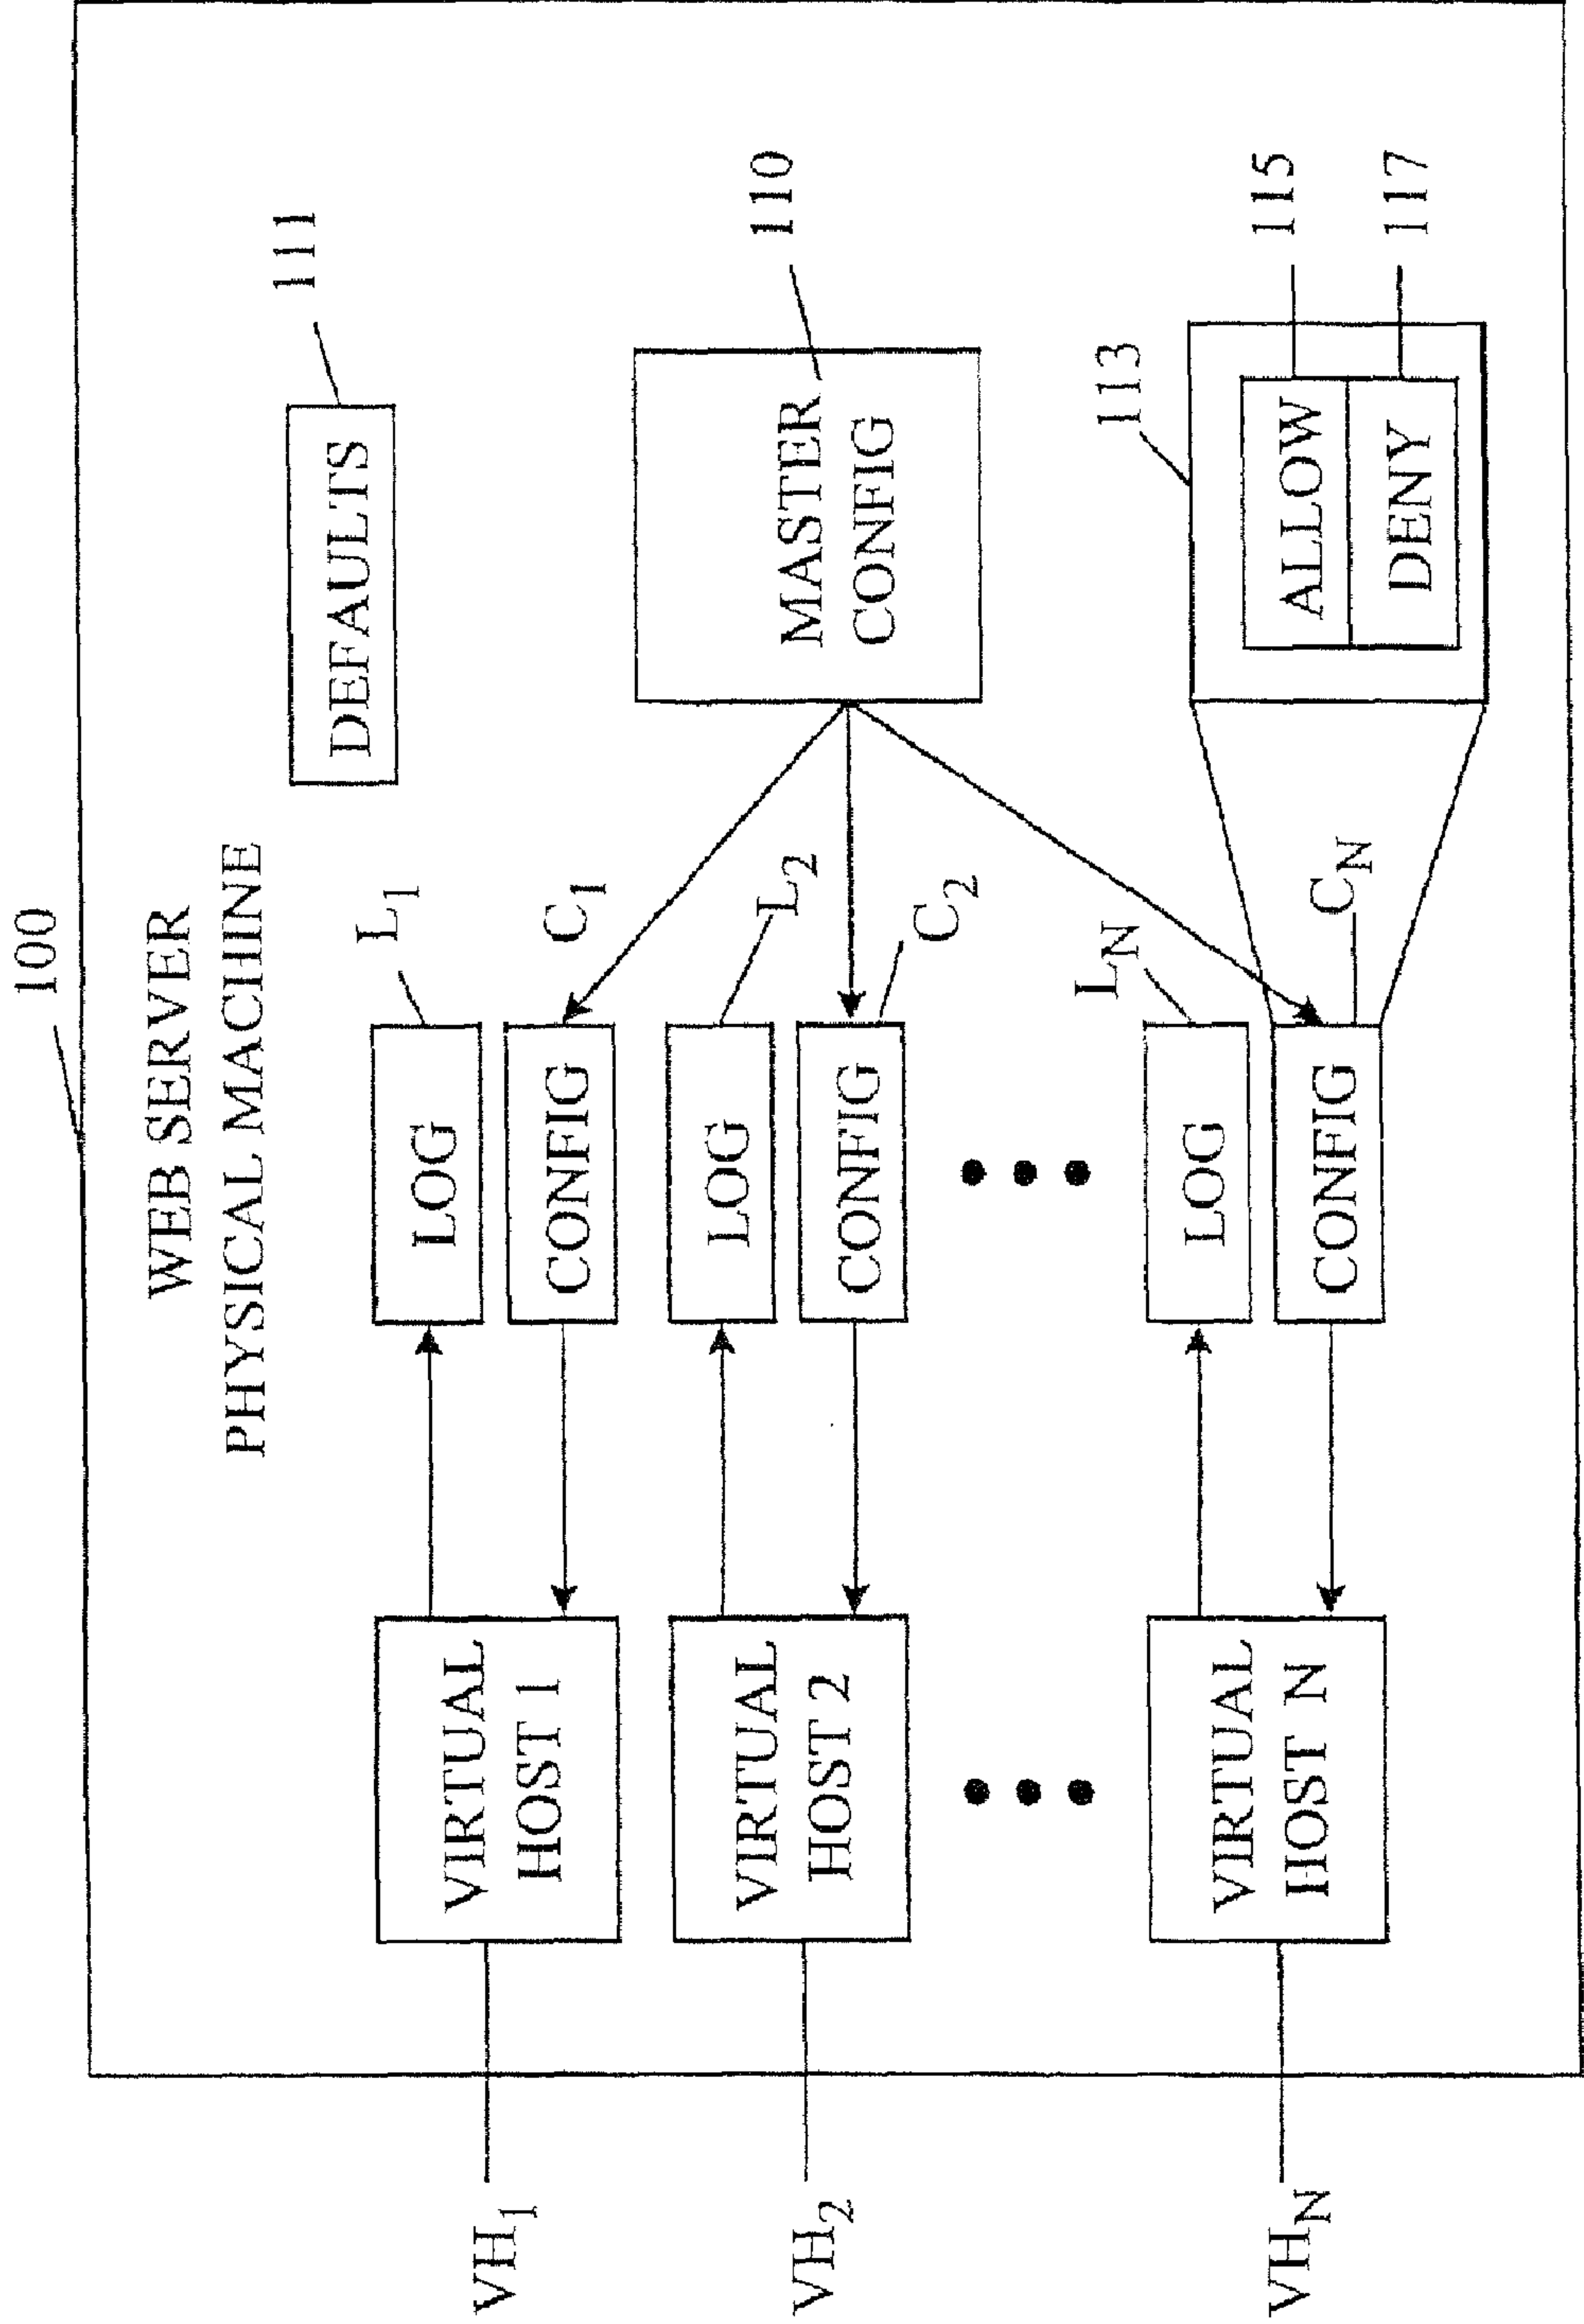 100
WEB SERVER
PHYSICAL MACHINE
111
DEFAULTS
L1
LOG
C1
CONFIG
VIRTUAL
HOST 1
VH1
110
MASTER
CONFIG
L2
LOG
C2
CONFIG
VIRTUAL
HOST 2
VH2
LN
LOG
CN
CONFIG
VIRTUAL
HOST N
VHN
113
115
ALLOW
117
DENY